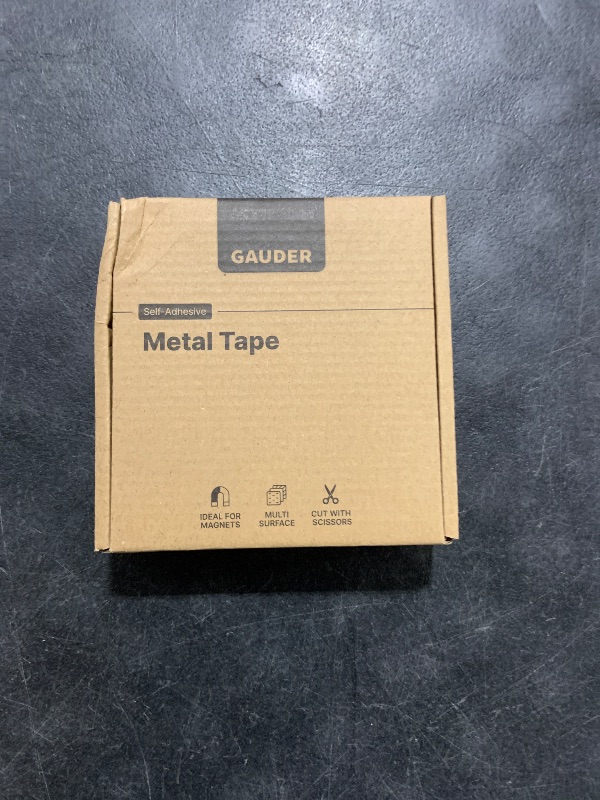 GAUDER
Self-Adhesive
Metal Tape
IDEAL FOR
MAGNETS
MULTI
SURFACE
CUT WITH
SCISSORS